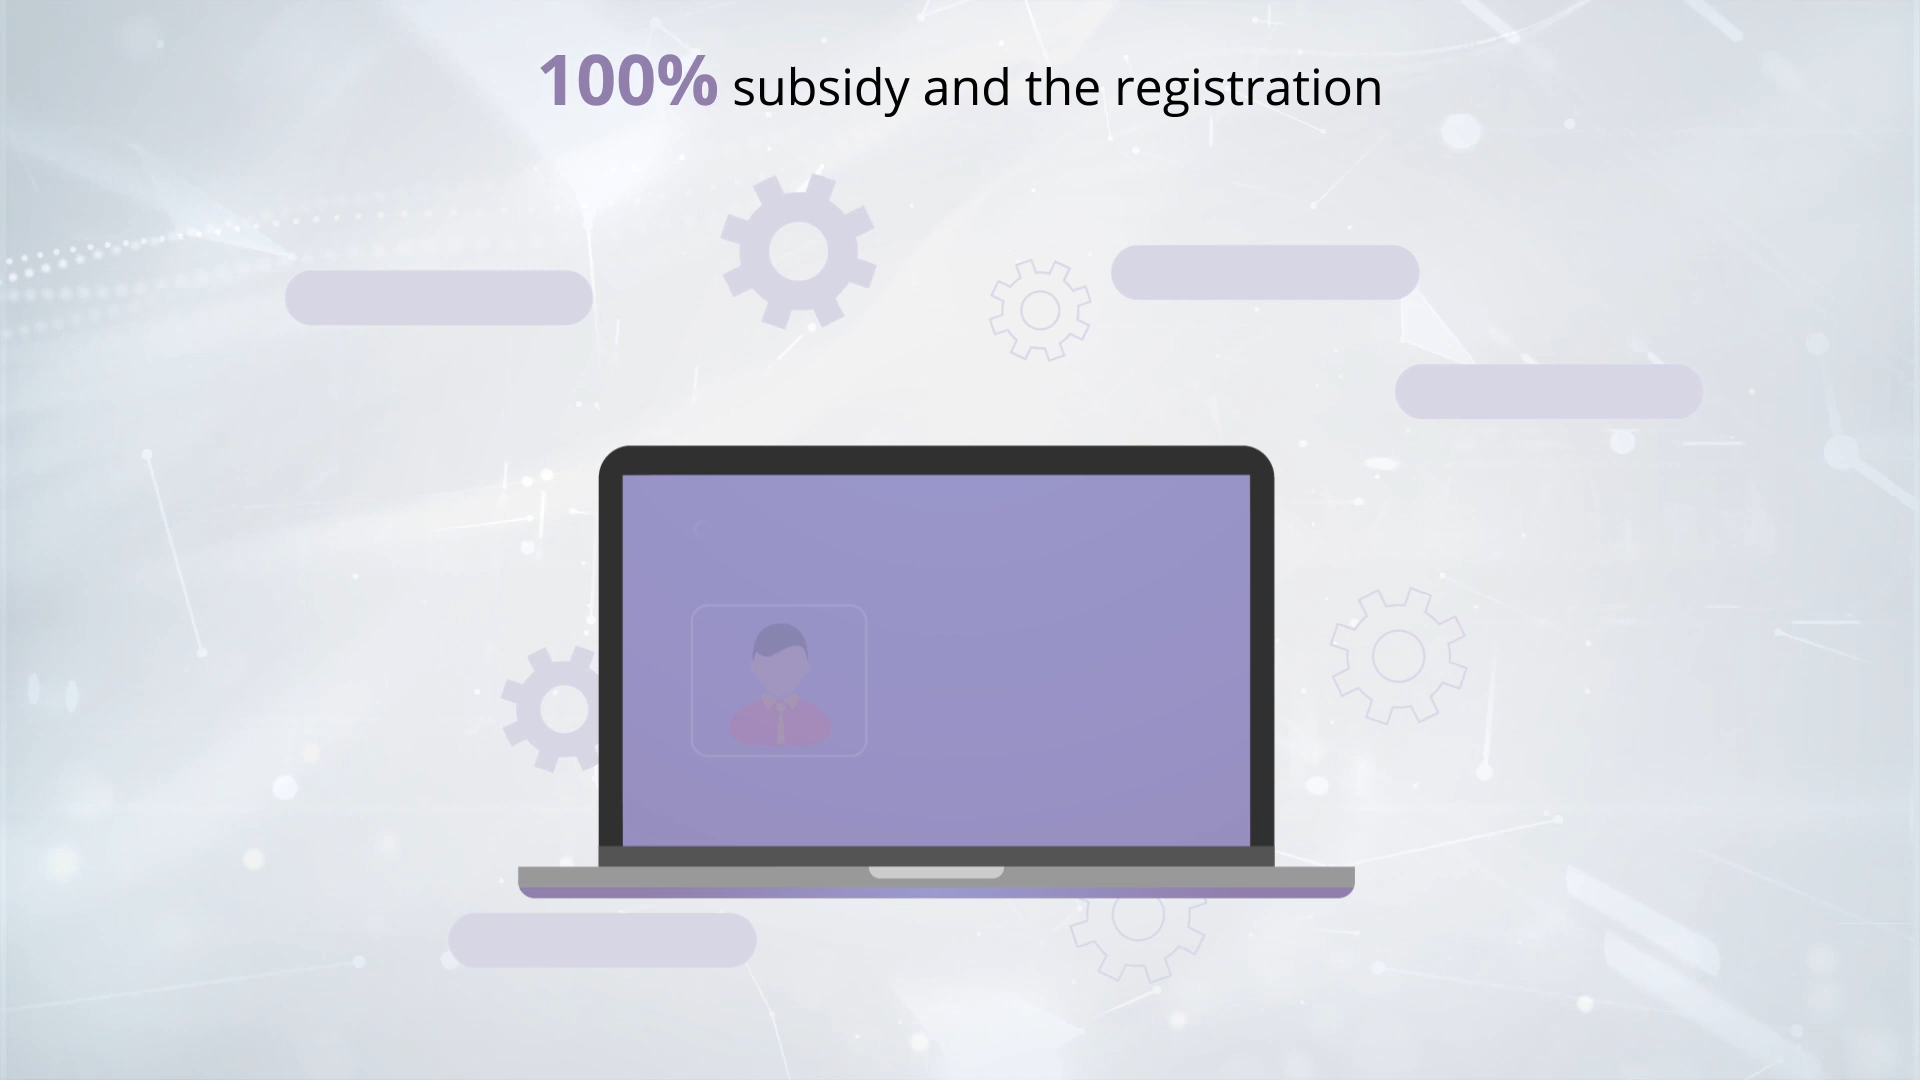 100% subsidy and the registration